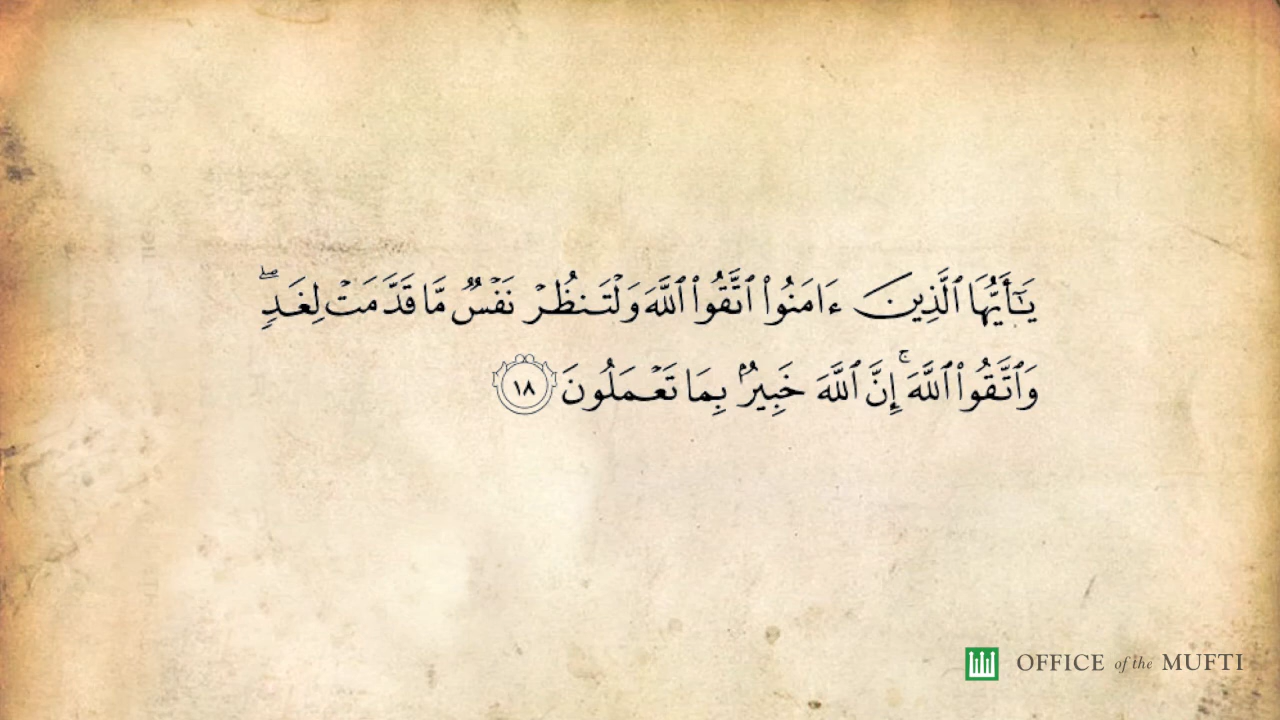 يَٰٓأَيُّهَا ٱلَّذِينَ ءَامَنُوا۟ ٱتَّقُوا۟ ٱللَّهَ وَلْتَنظُرْ نَفْسٌ مَّا قَدَّمَتْ لِغَدٍ ۖ
وَٱتَّقُوا۟ ٱللَّهَ ۚ إِنَّ ٱللَّهَ خَبِيرٌۢ بِمَا تَعْمَلُونَ ١٨
OFFICE of the MUFTI